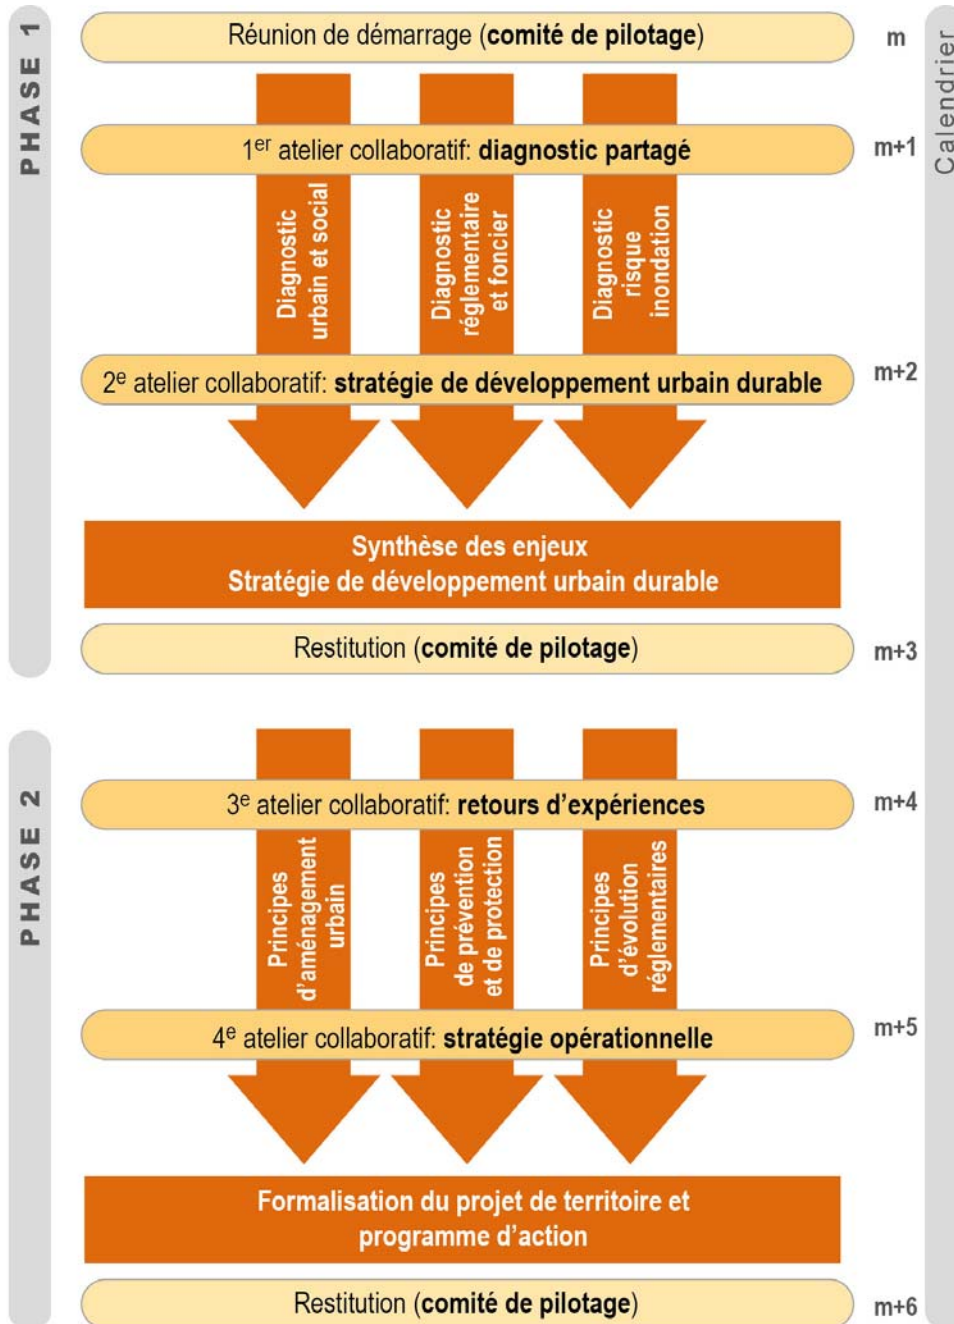 PHASE 1
Calendrier
Réunion de démarrage (comité de pilotage)
m
1er atelier collaboratif: diagnostic partagé
m+1
Diagnostic
urbain et social
Diagnostic
réglementaire
et foncier
Diagnostic
risque
inondation
2e atelier collaboratif: stratégie de développement urbain durable
m+2
Synthèse des enjeux
Stratégie de développement urbain durable
Restitution (comité de pilotage)
m+3
PHASE 2
3e atelier collaboratif: retours d'expériences
m+4
Principes
d'aménagement
urbain
Principes
de prévention
et de protection
Principes
d'évolution
réglementaires
4e atelier collaboratif: stratégie opérationnelle
m+5
Formalisation du projet de territoire et
programme d'action
Restitution (comité de pilotage)
m+6